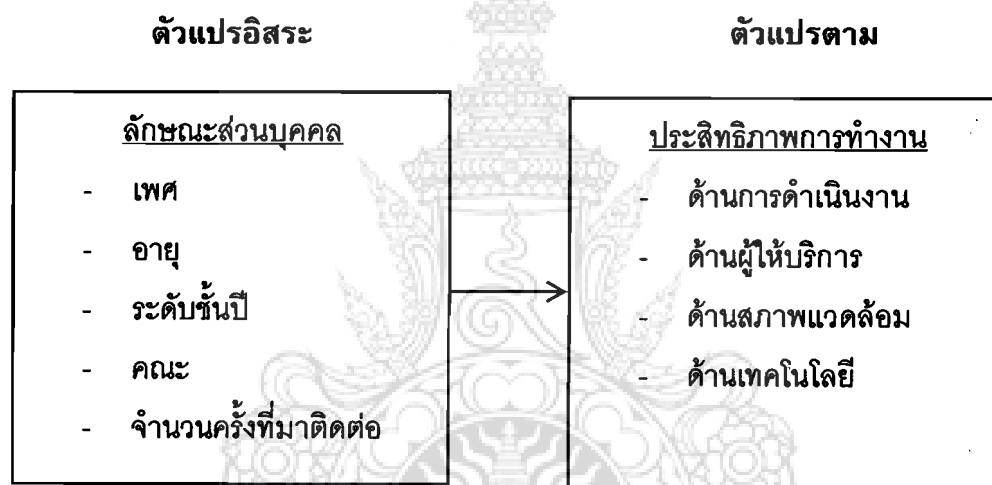 ตัวแปรอิสระ
ตัวแปรตาม
ลักษณะส่วนบุคคล
- เพศ
- อายุ
- ระดับชั้นปี
- คณะ
- จำนวนครั้งที่มาติดต่อ
ประสิทธิภาพการทำงาน
- ด้านการดำเนินงาน
- ด้านผู้ให้บริการ
- ด้านสภาพแวดล้อม
- ด้านเทคโนโลยี